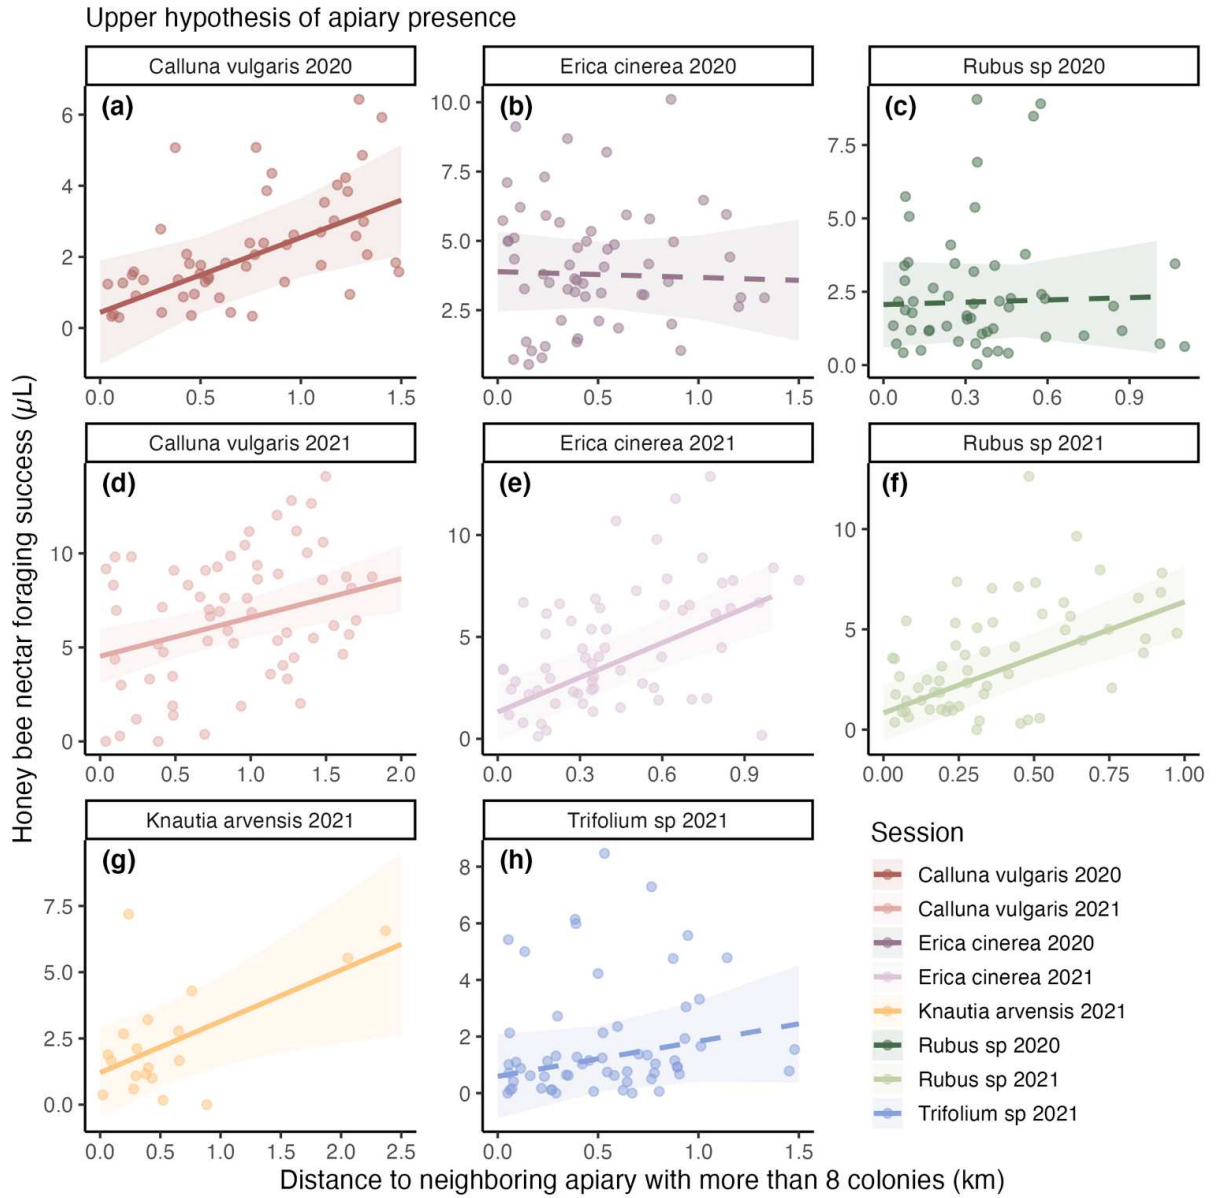 Upper hypothesis of apiary presence
Calluna vulgaris 2020
Erica cinerea 2020
Rubus sp 2020
(a)
(b)
(c)
6
4
2
0
10.0
7.5
5.0
2.5
7.5
5.0
2.5
0.0
0.0 0.5 1.0 1.5
0.0 0.5 1.0 1.5
0.0 0.3 0.6 0.9
Calluna vulgaris 2021
Erica cinerea 2021
Rubus sp 2021
(d)
(e)
(f)
10
5
0
10
5
0
10
5
0
0.0 0.5 1.0 1.5 2.0
0.0 0.3 0.6 0.9
0.00 0.25 0.50 0.75 1.00
Knautia arvensis 2021
Trifolium sp 2021
(g)
(h)
7.5
5.0
2.5
0.0
8
6
4
2
0
0.0 0.5 1.0 1.5 2.0 2.5
0.0 0.5 1.0 1.5
Honey bee nectar foraging success (µL)
Distance to neighboring apiary with more than 8 colonies (km)
Session
Calluna vulgaris 2020
Calluna vulgaris 2021
Erica cinerea 2020
Erica cinerea 2021
Knautia arvensis 2021
Rubus sp 2020
Rubus sp 2021
Trifolium sp 2021